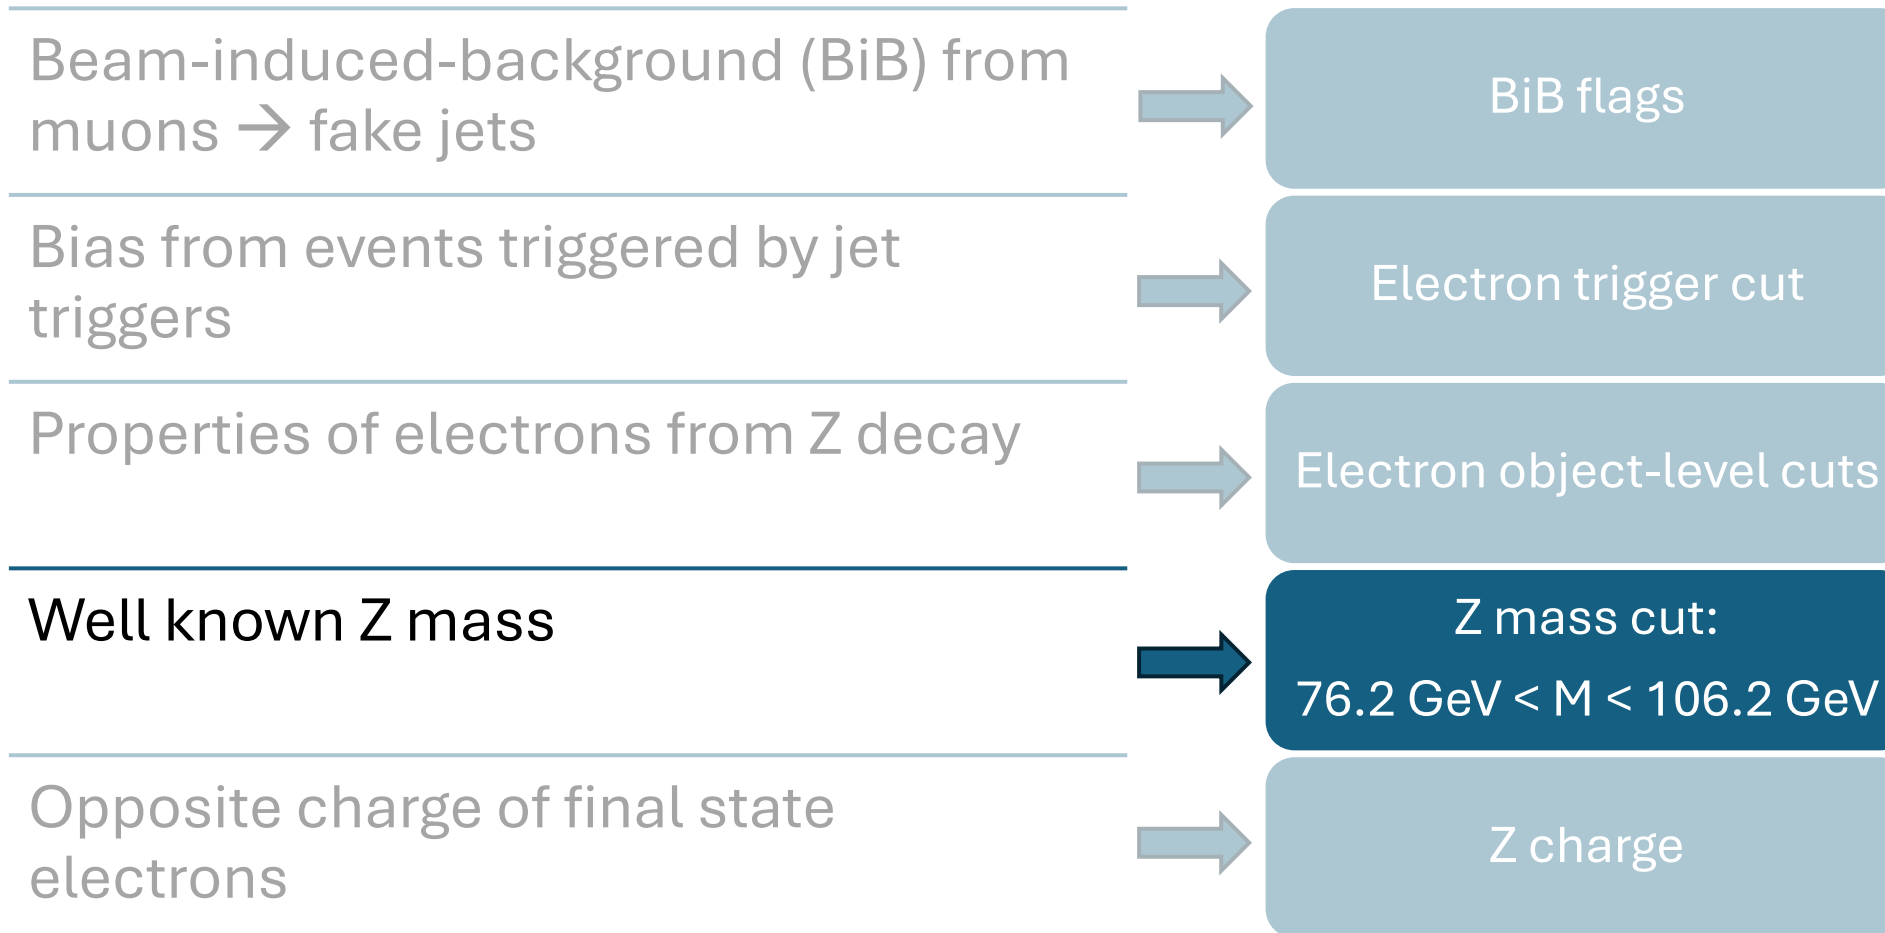 Beam-induced-background (BiB) from
muons → fake jets
BiB flags
Bias from events triggered by jet
triggers
Electron trigger cut
Properties of electrons from Z decay
Electron object-level cuts
Well known Z mass
Z mass cut:
76.2 GeV < M < 106.2 GeV
Opposite charge of final state
electrons
Z charge